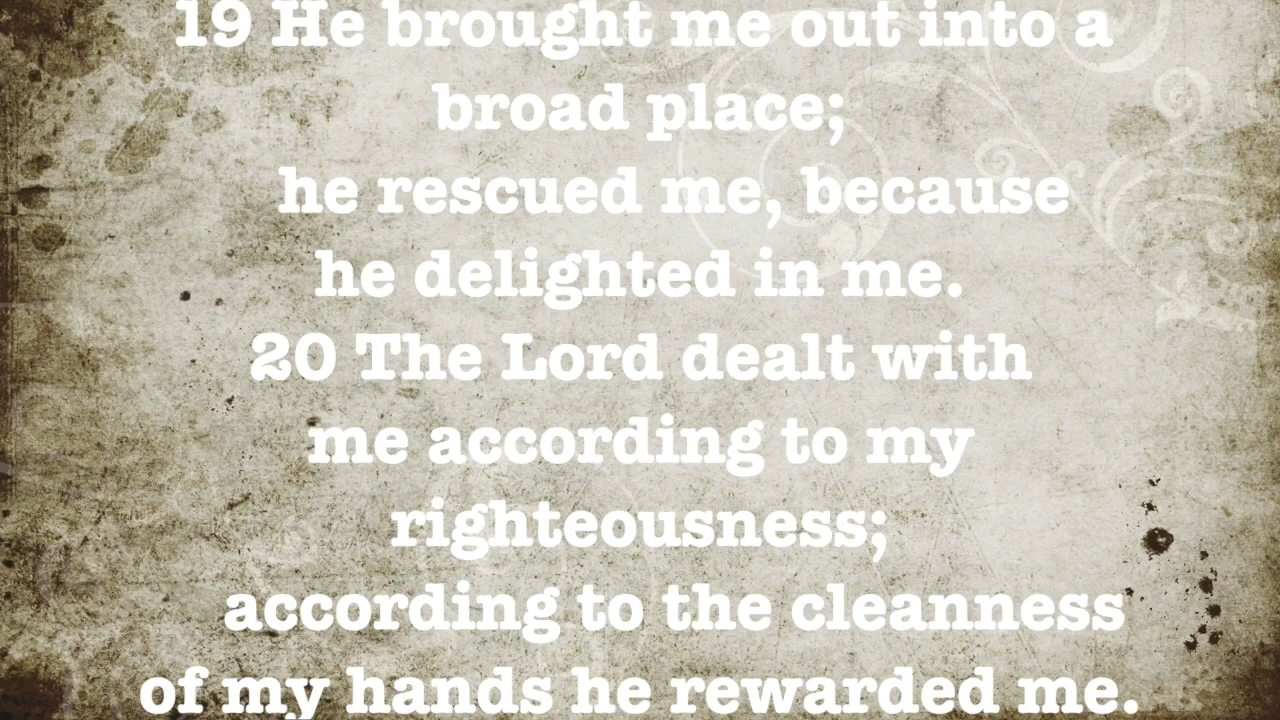 19 He brought me out into a
broad place;
he rescued me, because
he delighted in me.
20 The Lord dealt with
me according to my
righteousness;
according to the cleanness
of my hands he rewarded me.